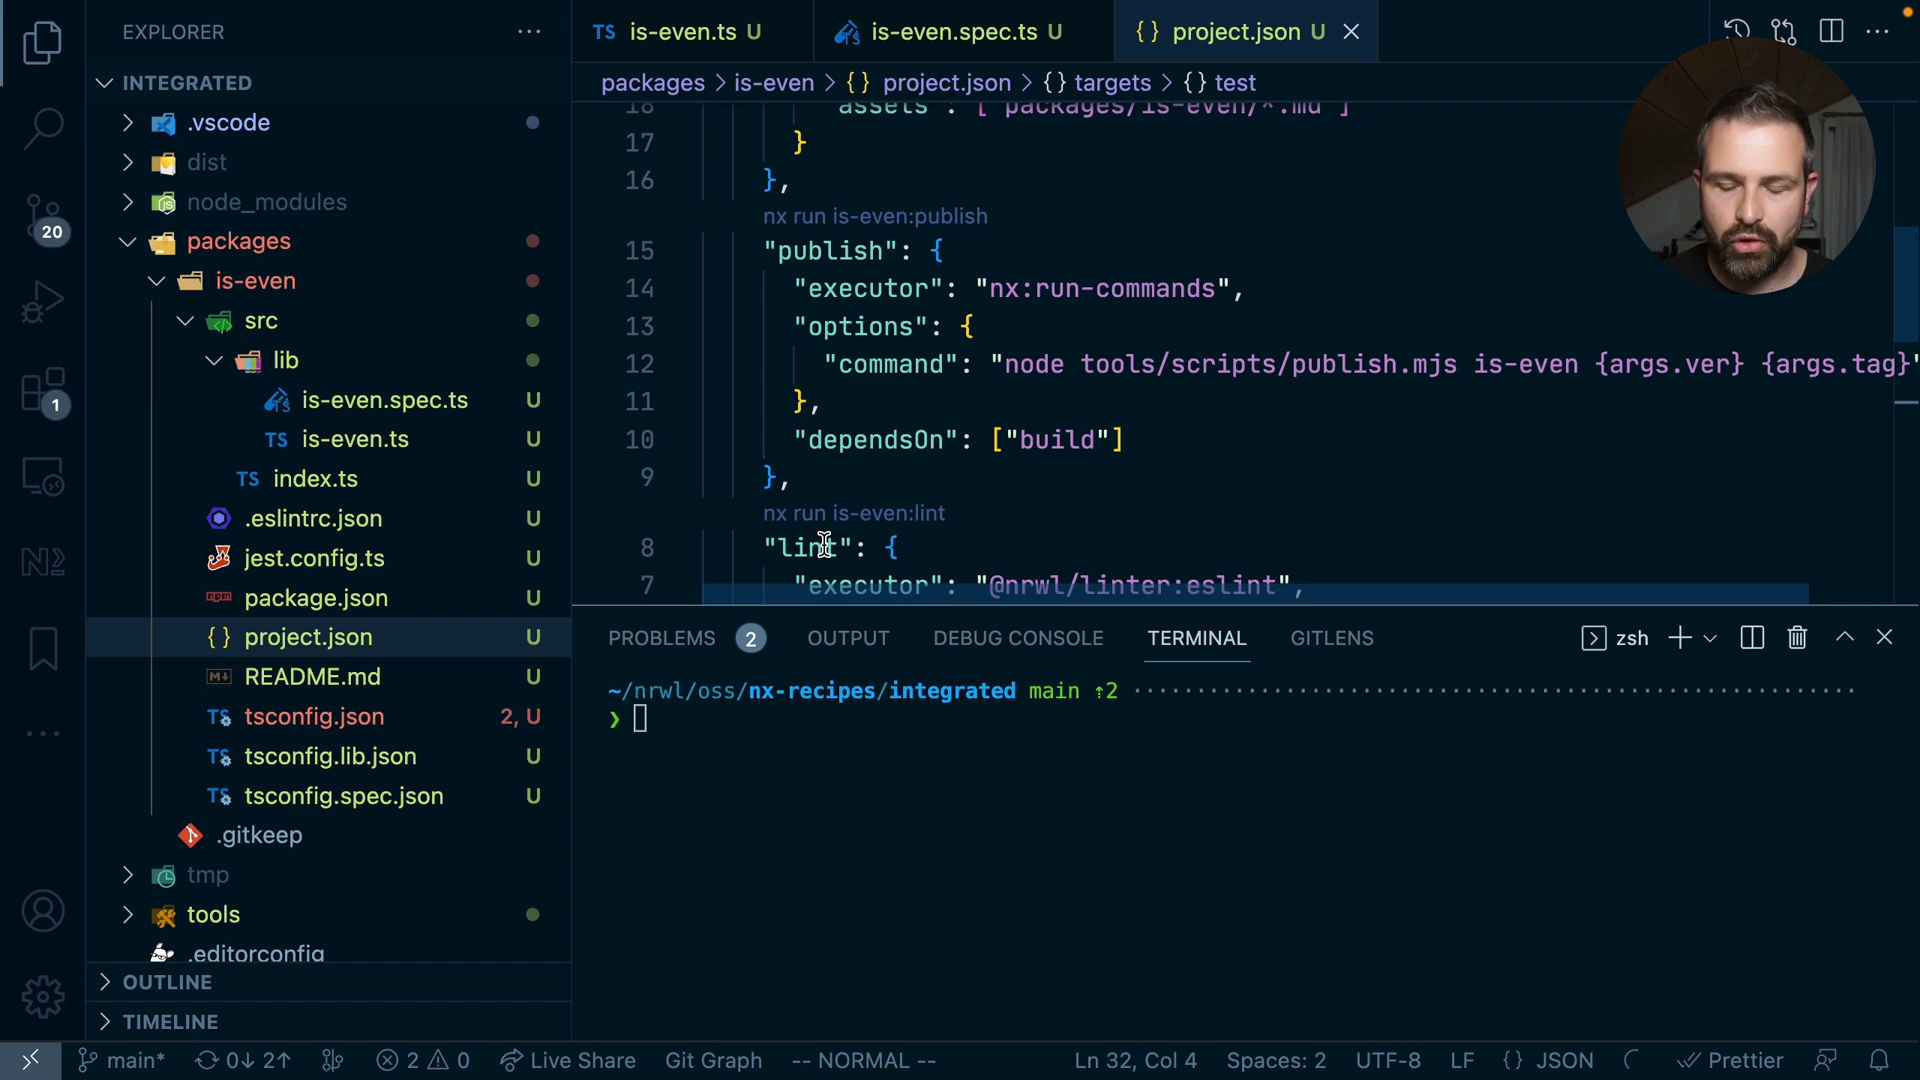 EXPLORER
INTEGRATED
.vscode
dist
node_modules
packages
is-even
src
lib
is-even.spec.ts U
is-even.ts U
index.ts U
.eslintrc.json U
jest.config.ts U
package.json U
project.json U
README.md U
tsconfig.json 2, U
tsconfig.lib.json U
tsconfig.spec.json U
.gitkeep
tmp
tools
.editorconfig
OUTLINE
TIMELINE
20
1
TS is-even.ts U
is-even.spec.ts U
{} project.json U
packages > is-even > {} project.json > {} targets > {} test
18 "assets": ["packages/is-even/*.md"]
17 }
16 },
nx run is-even:publish
15 "publish": {
14 "executor": "nx:run-commands",
13 "options": {
12 "command": "node tools/scripts/publish.mjs is-even {args.ver} {args.tag}"
11 },
10 "dependsOn": ["build"]
9 },
nx run is-even:lint
8 "lint": {
7 "executor": "@nrwl/linter:eslint",
PROBLEMS 2 OUTPUT DEBUG CONSOLE TERMINAL GITLENS zsh
~/nrwl/oss/nx-recipes/integrated main ⇡2
❯
main* 0↓ 2↑ 2 0 Live Share Git Graph -- NORMAL -- Ln 32, Col 4 Spaces: 2 UTF-8 LF {} JSON Prettier